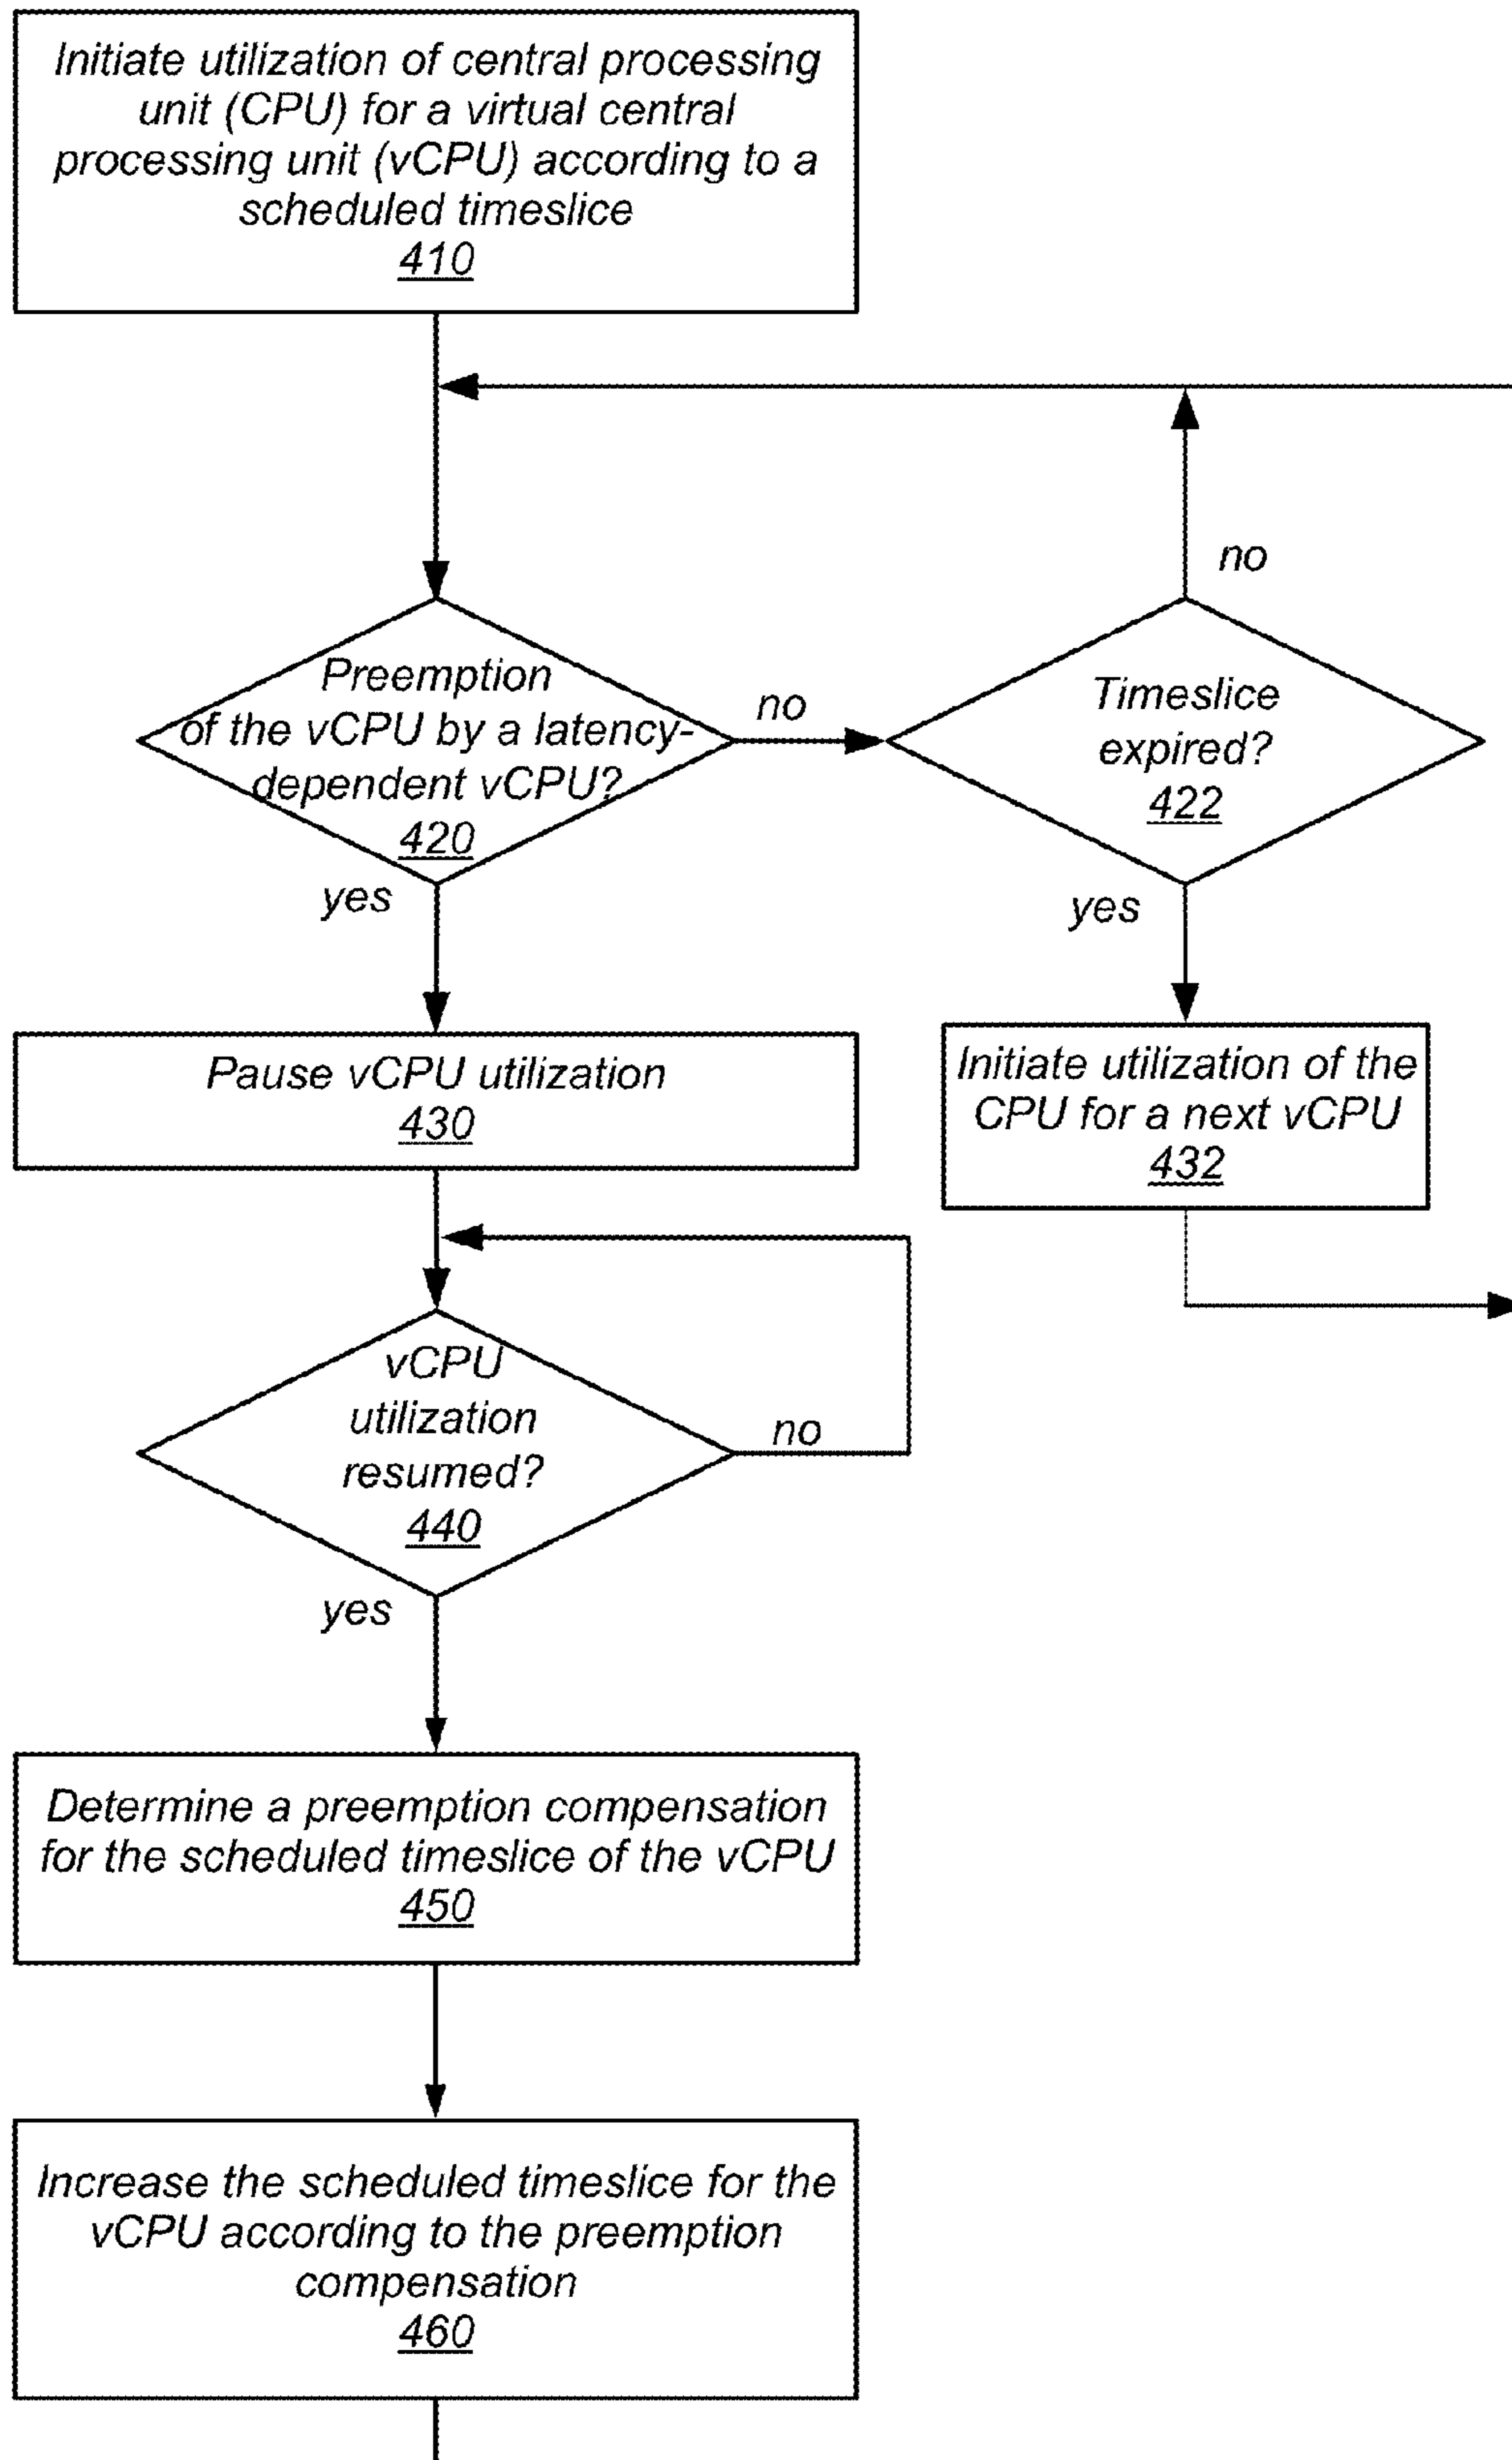 Initiate utilization of central processing
unit (CPU) for a virtual central
processing unit (vCPU) according to a
scheduled timeslice
410
no
Preemption
of the vCPU by a latency-
dependent vCPU?
420
no
Timeslice
expired?
422
yes
yes
Pause vCPU utilization
430
Initiate utilization of the
CPU for a next vCPU
432
vCPU
utilization
resumed?
440
no
yes
Determine a preemption compensation
for the scheduled timeslice of the vCPU
450
Increase the scheduled timeslice for the
vCPU according to the preemption
compensation
460